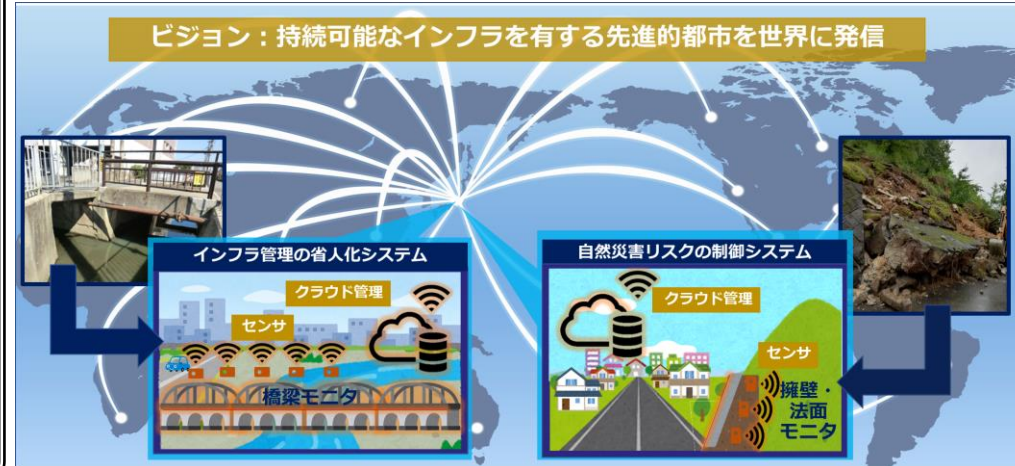 ビジョン：持続可能なインフラを有する先進的都市を世界に発信
インフラ管理の省人化システム
クラウド管理
センサ
橋梁モニタ
自然災害リスクの制御システム
クラウド管理
センサ
擁壁・
法面
モニタ